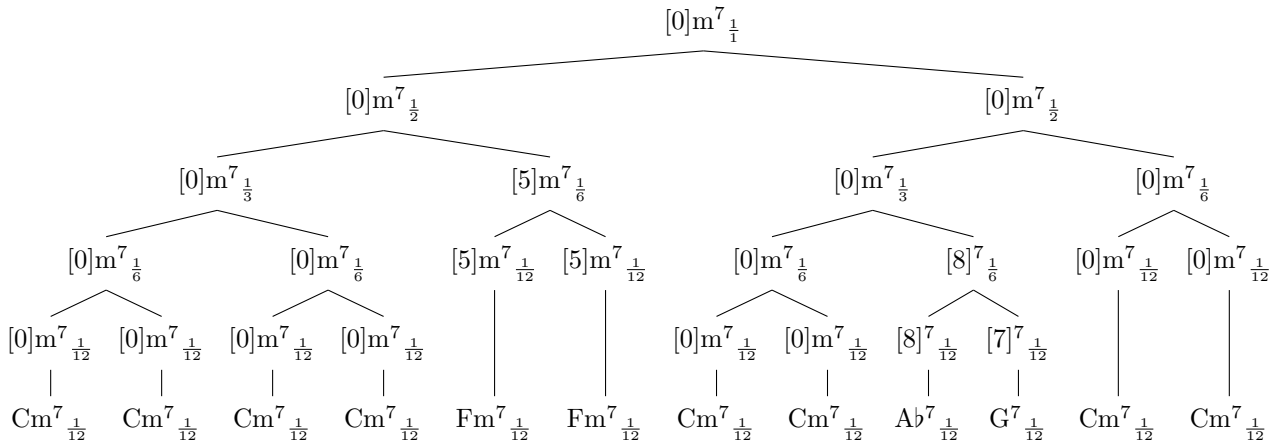 [0]m⁷ 1/1
[0]m⁷ 1/2 [0]m⁷ 1/2
[0]m⁷ 1/3 [5]m⁷ 1/6 [0]m⁷ 1/3 [0]m⁷ 1/6
[0]m⁷ 1/6 [0]m⁷ 1/6 [5]m⁷ 1/12 [5]m⁷ 1/12 [0]m⁷ 1/6 [8]⁷ 1/6 [0]m⁷ 1/12 [0]m⁷ 1/12
[0]m⁷ 1/12 [0]m⁷ 1/12 [0]m⁷ 1/12 [0]m⁷ 1/12 [0]m⁷ 1/12 [0]m⁷ 1/12 [8]⁷ 1/12 [7]⁷ 1/12
Cm⁷ 1/12 Cm⁷ 1/12 Cm⁷ 1/12 Cm⁷ 1/12 Fm⁷ 1/12 Fm⁷ 1/12 Cm⁷ 1/12 Cm⁷ 1/12 A♭⁷ 1/12 G⁷ 1/12 Cm⁷ 1/12 Cm⁷ 1/12